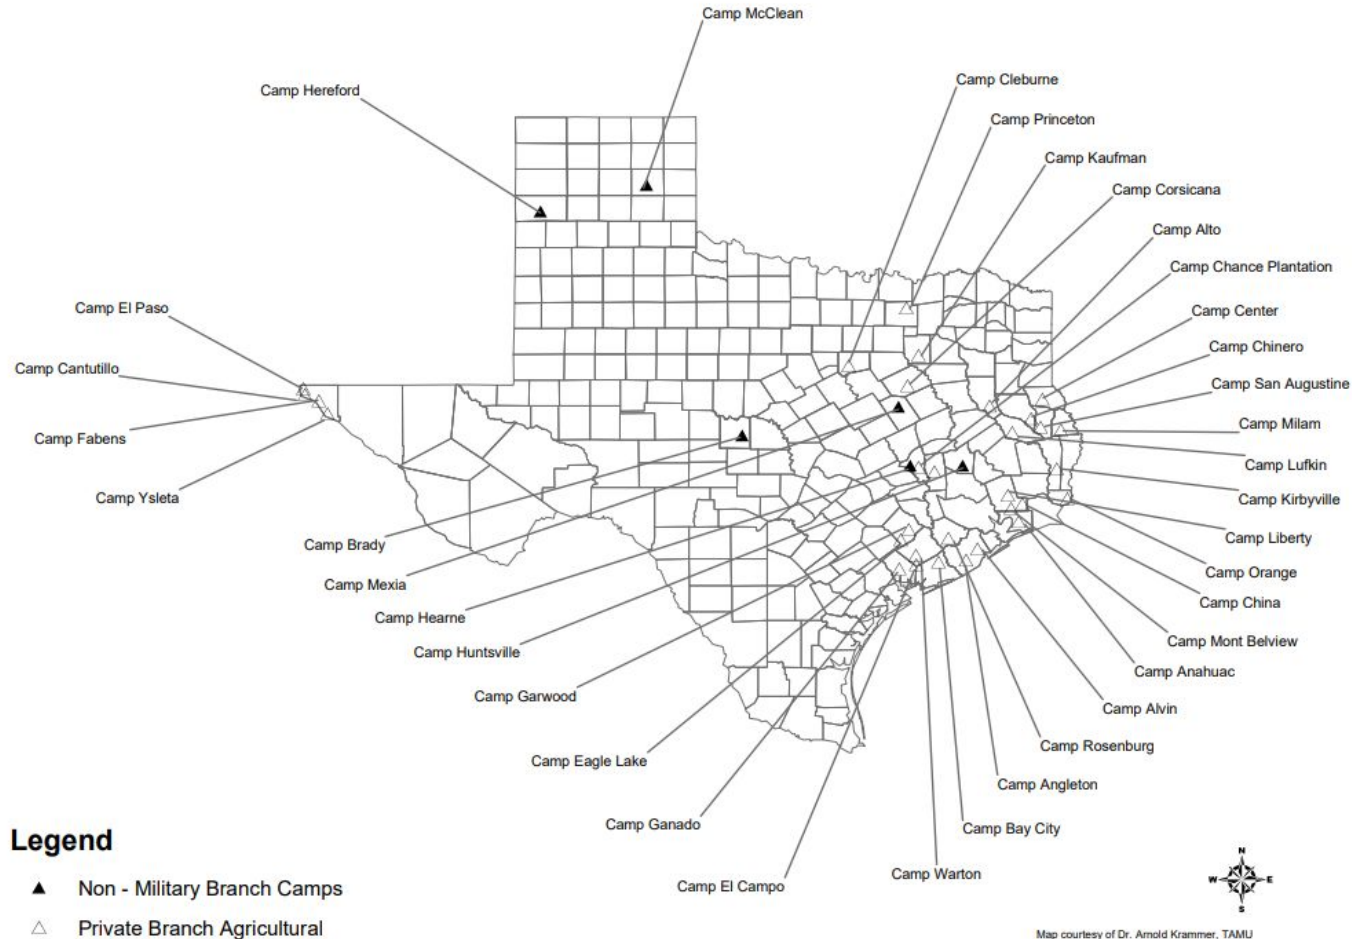 Camp McClean
Camp Hereford
Camp Cleburne
Camp Princeton
Camp Kaufman
Camp Corsicana
Camp Alto
Camp Chance Plantation
Camp Center
Camp Chinero
Camp San Augustine
Camp Milam
Camp Lufkin
Camp Kirbyville
Camp Liberty
Camp Orange
Camp China
Camp Mont Belview
Camp Anahuac
Camp Alvin
Camp Rosenburg
Camp Angleton
Camp Bay City
Camp Warton
Camp El Paso
Camp Cantutillo
Camp Fabens
Camp Ysleta
Camp Brady
Camp Mexia
Camp Hearne
Camp Huntsville
Camp Garwood
Camp Eagle Lake
Camp Ganado
Camp El Campo
Legend
Non - Military Branch Camps
Private Branch Agricultural
N
W E
S
Map courtesy of Dr. Arnold Krammer, TAMU